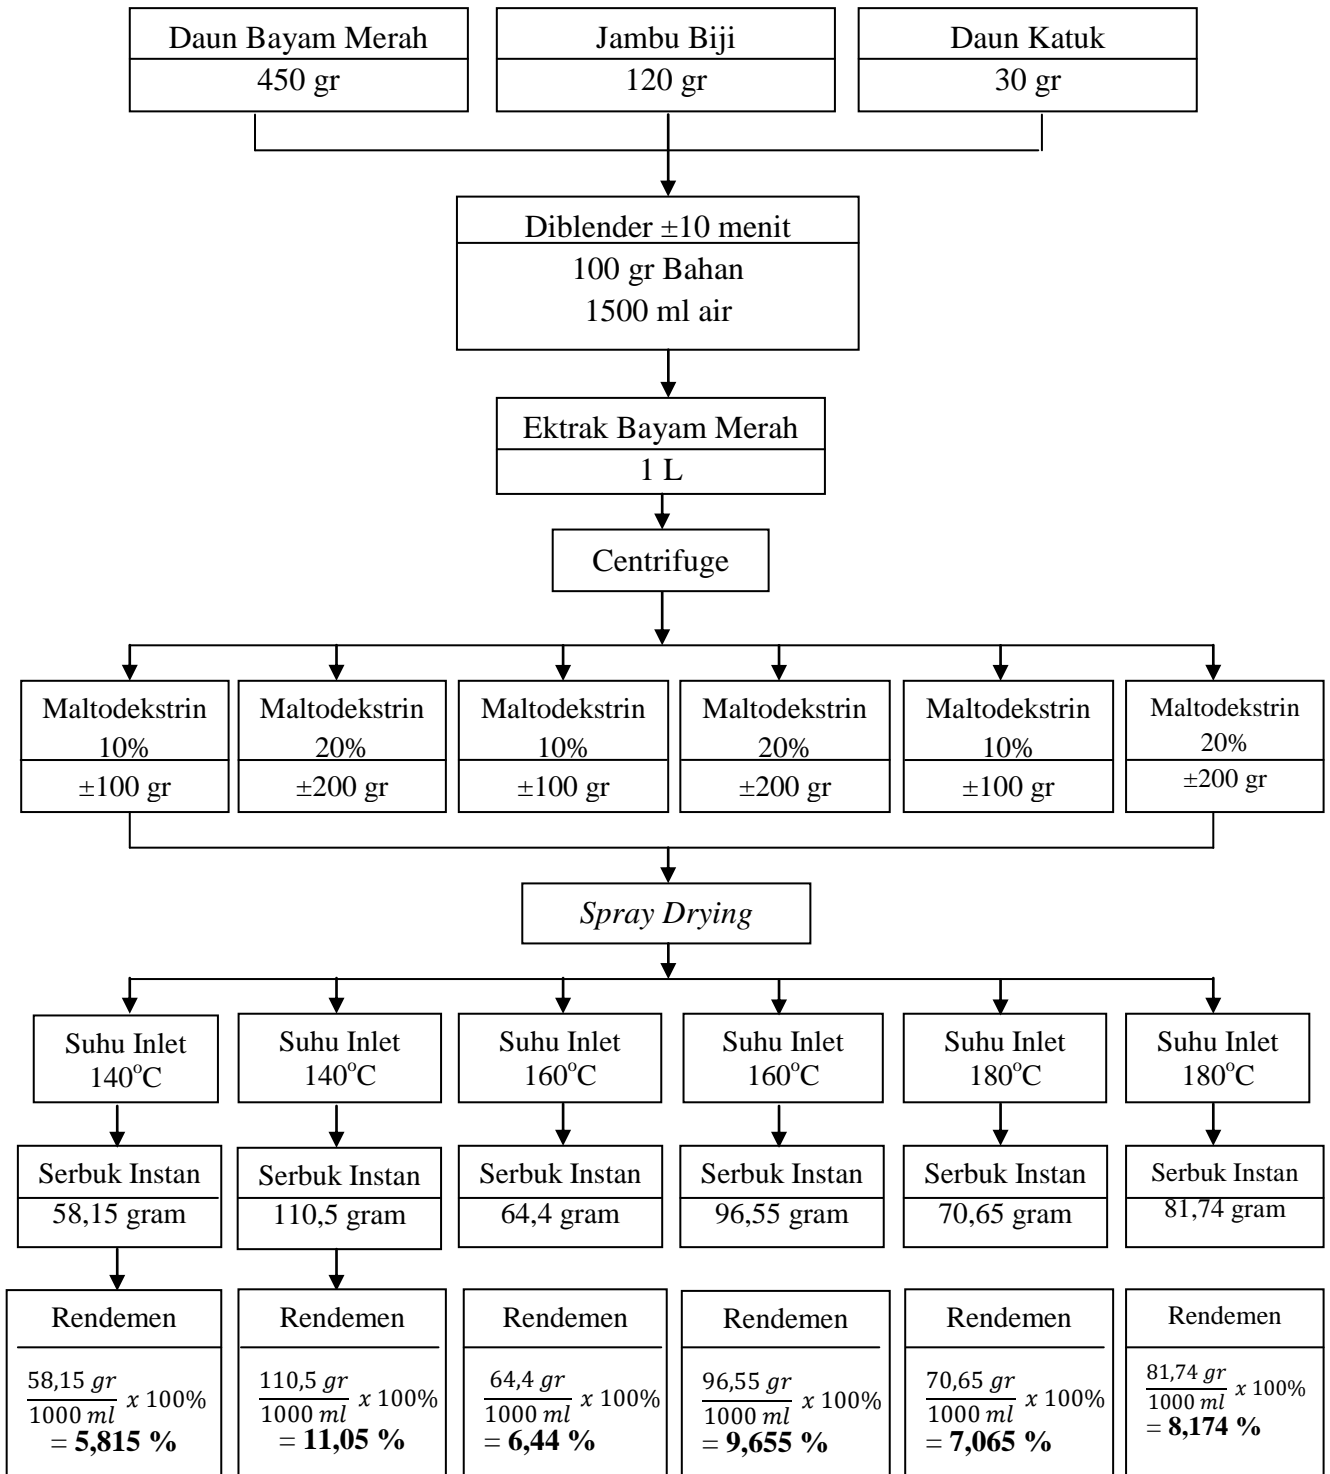 Daun Bayam Merah
450 gr
Jambu Biji
120 gr
Daun Katuk
30 gr
Diblender ±10 menit
100 gr Bahan
1500 ml air
Ektrak Bayam Merah
1 L
Centrifuge
Maltodekstrin
10%
±100 gr
Maltodekstrin
20%
±200 gr
Maltodekstrin
10%
±100 gr
Maltodekstrin
20%
±200 gr
Maltodekstrin
10%
±100 gr
Maltodekstrin
20%
±200 gr
Spray Drying
Suhu Inlet
140°C
Suhu Inlet
140°C
Suhu Inlet
160°C
Suhu Inlet
160°C
Suhu Inlet
180°C
Suhu Inlet
180°C
Serbuk Instan
58,15 gram
Serbuk Instan
110,5 gram
Serbuk Instan
64,4 gram
Serbuk Instan
96,55 gram
Serbuk Instan
70,65 gram
Serbuk Instan
81,74 gram
Rendemen
58,15 gr
1000 ml x 100%
= 5,815 %
Rendemen
110,5 gr
1000 ml x 100%
= 11,05 %
Rendemen
64,4 gr
1000 ml x 100%
= 6,44 %
Rendemen
96,55 gr
1000 ml x 100%
= 9,655 %
Rendemen
70,65 gr
1000 ml x 100%
= 7,065 %
Rendemen
81,74 gr
1000 ml x 100%
= 8,174 %